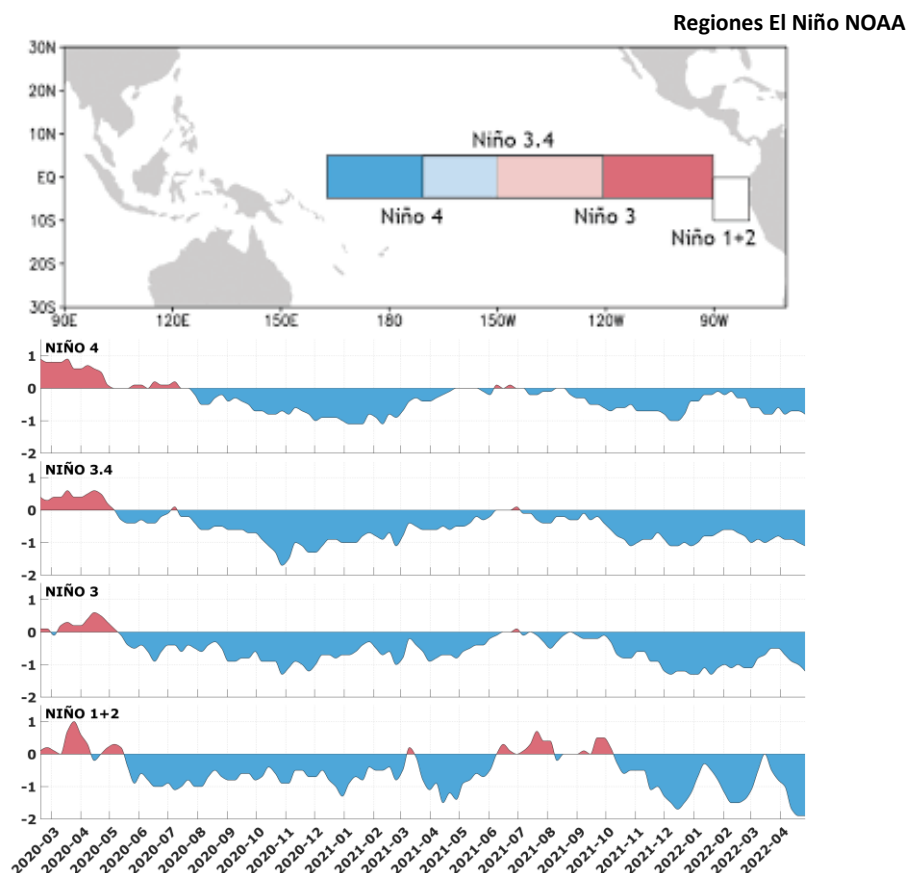 Regiones El Niño NOAA
30N
20N
10N
EQ
10S
20S
30S
Niño 3.4
Niño 4
Niño 3
Niño 1+2
90E 120E 150E 180 150W 120W 90W
NIÑO 4
1
0
-1
-2
NIÑO 3.4
1
0
-1
-2
NIÑO 3
1
0
-1
-2
NIÑO 1+2
1
0
-1
-2
2020-03 2020-04 2020-05 2020-06 2020-07 2020-08 2020-09 2020-10 2020-11 2020-12 2021-01 2021-02 2021-03 2021-04 2021-05 2021-06 2021-07 2021-08 2021-09 2021-10 2021-11 2021-12 2022-01 2022-02 2022-03 2022-04